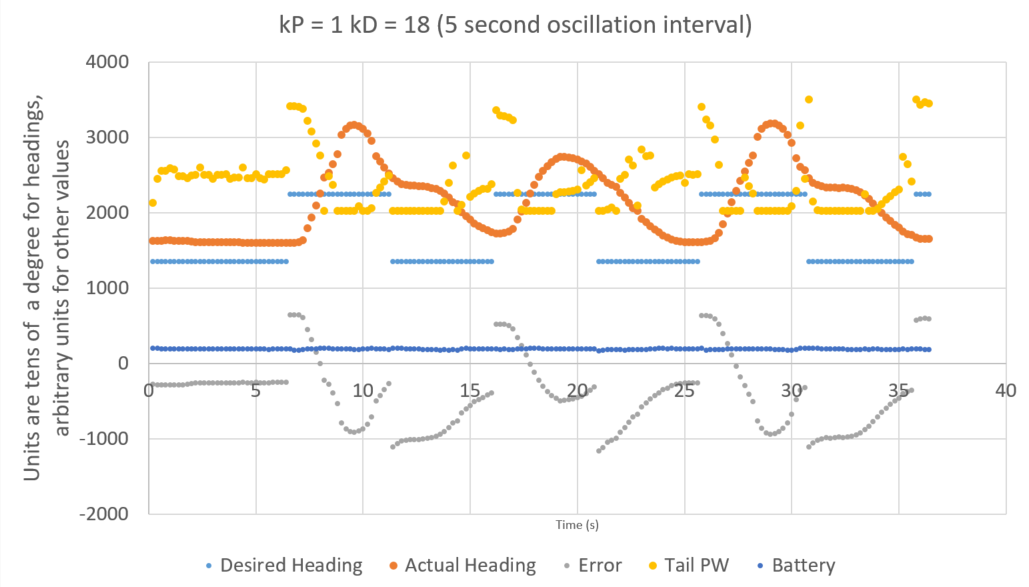 kP = 1 kD = 18 (5 second oscillation interval)
Units are tens of a degree for headings,
arbitrary units for other values
4000
3000
2000
1000
0
-1000
-2000
0 5 10 15 20 25 30 35 40
Time (s)
Desired Heading Actual Heading Error Tail PW Battery